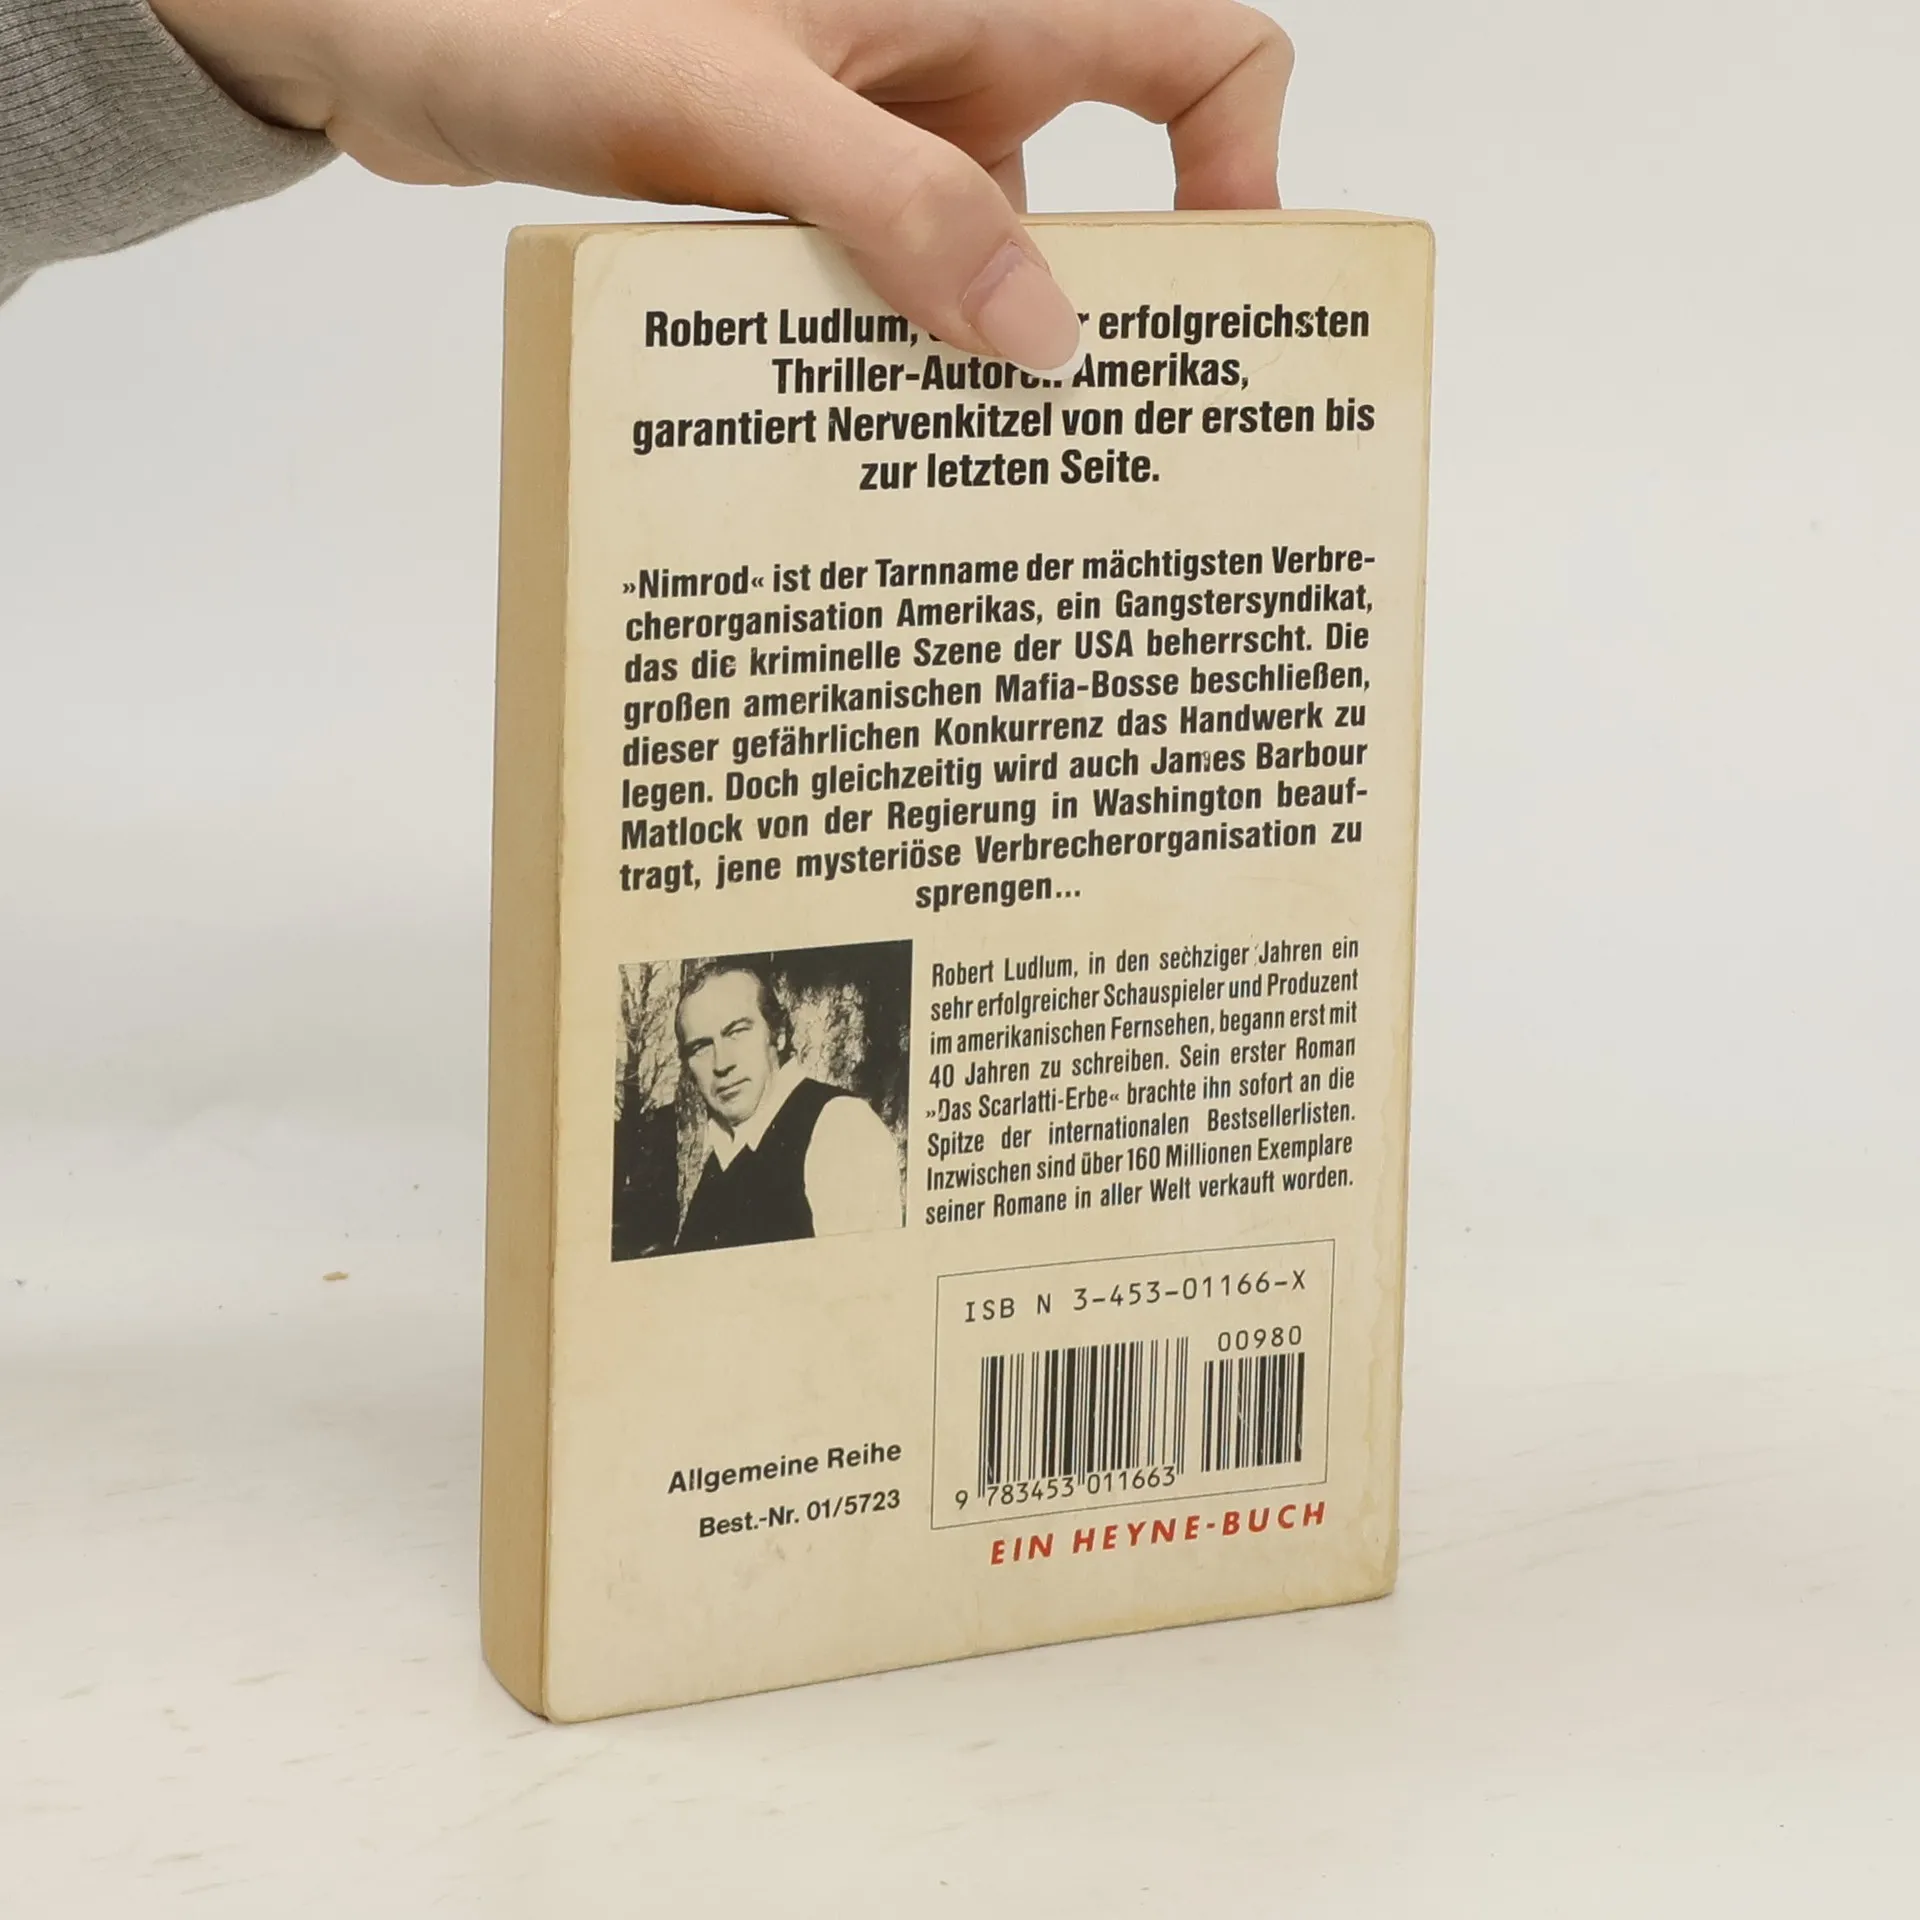 Robert Ludlum, erfolgreichsten
Thriller-Autoren Amerikas,
garantiert Nervenkitzel von der ersten bis
zur letzten Seite.
»Nimrod« ist der Tarnname der mächtigsten Verbre-
cherorganisation Amerikas, ein Gangstersyndikat,
das die kriminelle Szene der USA beherrscht. Die
großen amerikanischen Mafia-Bosse beschließen,
dieser gefährlichen Konkurrenz das Handwerk zu
legen. Doch gleichzeitig wird auch James Barbour
Matlock von der Regierung in Washington beauf-
tragt, jene mysteriöse Verbrecherorganisation zu
sprengen...
Robert Ludlum, in den sechziger Jahren ein
sehr erfolgreicher Schauspieler und Produzent
im amerikanischen Fernsehen, begann erst mit
40 Jahren zu schreiben. Sein erster Roman
»Das Scarlatti-Erbe« brachte ihn sofort an die
Spitze der internationalen Bestsellerlisten.
Inzwischen sind über 160 Millionen Exemplare
seiner Romane in aller Welt verkauft worden.
ISB N 3-453-01166-X
00980
9 783453 011663
Allgemeine Reihe
Best.-Nr. 01/5723
EIN HEYNE-BUCH